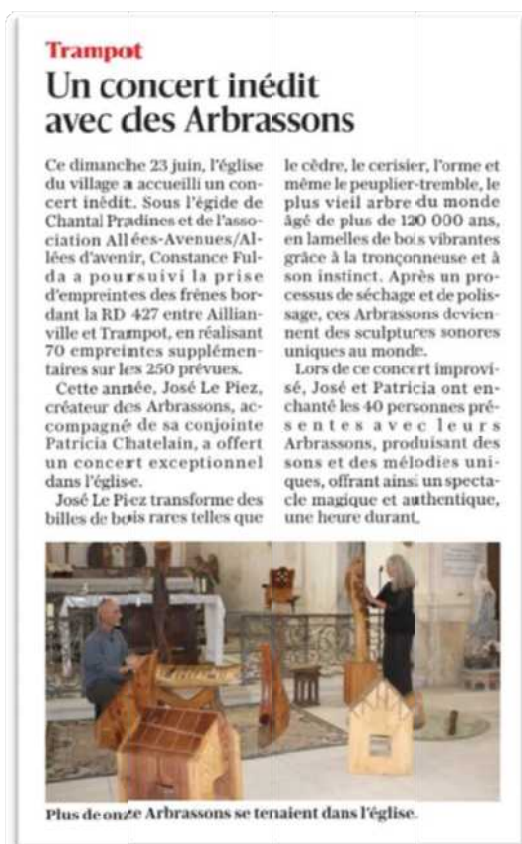 Trampot
Un concert inédit
avec des Arbrassons
Ce dimanche 23 juin, l'église
du village a accueilli un con-
cert inédit. Sous l'égide de
Chantal Pradines et de l'asso-
ciation Allées-Avenues/Al-
lées d'avenir, Constance Ful-
da a poursuivi la prise
d'empreintes des frênes bor-
dant la RD 427 entre Aillian-
ville et Trampot, en réalisant
70 empreintes supplémen-
taires sur les 250 prévues.
Cette année, José Le Piez,
créateur des Arbrassons, ac-
compagné de sa conjointe
Patricia Chatelain, a offert
un concert exceptionnel
dans l'église.
José Le Piez transforme des
billes de bois rares telles que
le cèdre, le cerisier, l'orme et
même le peuplier-tremble, le
plus vieil arbre du monde
âgé de plus de 120 000 ans,
en lamelles de bois vibrantes
grâce à la tronçonneuse et à
son instinct. Après un pro-
cessus de séchage et de polis-
sage, ces Arbrassons devien-
nent des sculptures sonores
uniques au monde.
Lors de ce concert improvi-
sé, José et Patricia ont en-
chanté les 40 personnes pré-
sentes avec leurs
Arbrassons, produisant des
sons et des mélodies uni-
ques, offrant ainsi un specta-
cle magique et authentique,
une heure durant.
Plus de onze Arbrassons se tenaient dans l'église.